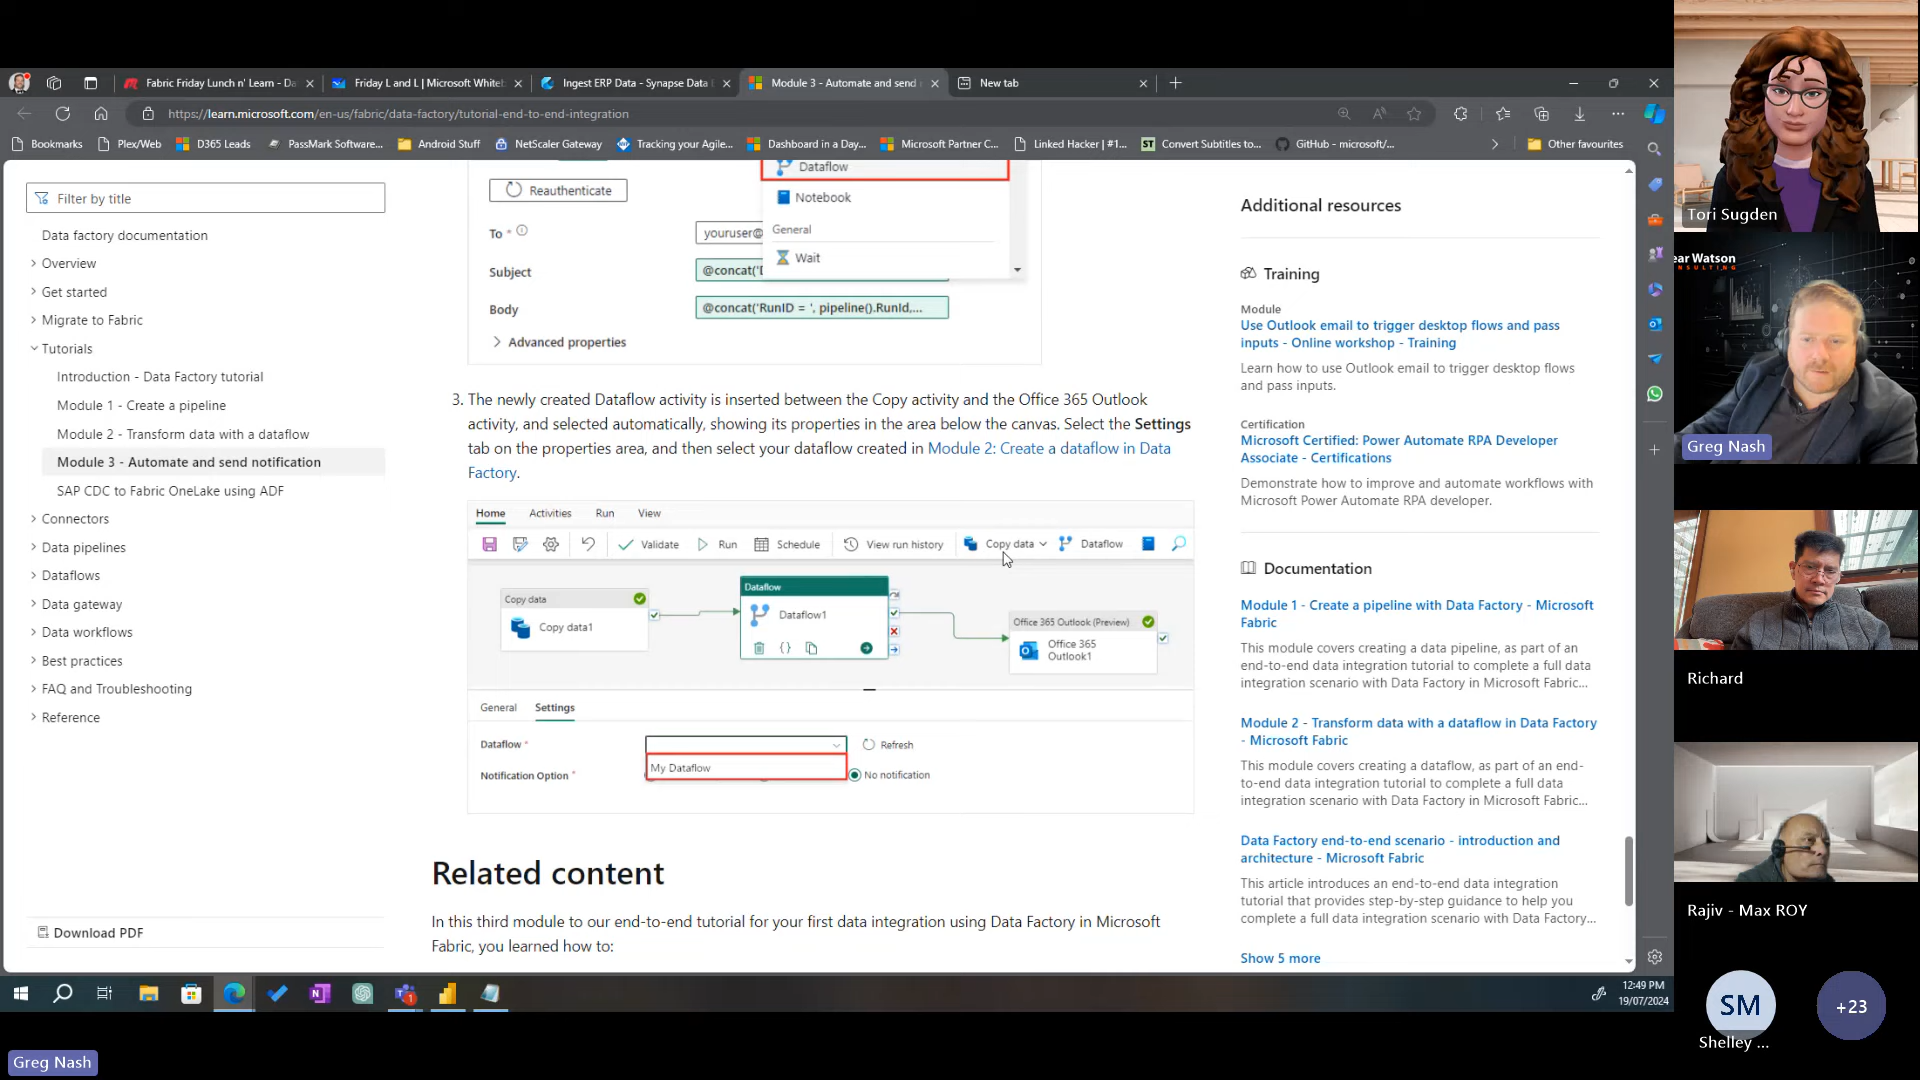 Fabric Friday Lunch n' Learn - Da
Friday L and L | Microsoft Whiteb
Ingest ERP Data - Synapse Data
Module 3 - Automate and send
New tab
https://learn.microsoft.com/en-us/fabric/data-factory/tutorial-end-to-end-integration
Bookmarks
Plex/Web
D365 Leads
PassMark Software...
Android Stuff
NetScaler Gateway
Tracking your Agile...
Dashboard in a Day...
Microsoft Partner C...
Linked Hacker | #1...
ST Convert Subtitles to...
GitHub - microsoft/...
Other favourites
Filter by title
Data factory documentation
Overview
Get started
Migrate to Fabric
Tutorials
Introduction - Data Factory tutorial
Module 1 - Create a pipeline
Module 2 - Transform data with a dataflow
Module 3 - Automate and send notification
SAP CDC to Fabric OneLake using ADF
Connectors
Data pipelines
Dataflows
Data gateway
Data workflows
Best practices
FAQ and Troubleshooting
Reference
Download PDF
Dataflow
Reauthenticate
Notebook
General
Wait
To *
youruser@
Subject
@concat('D
Body
@concat('RunID = ', pipeline().RunId,...
Advanced properties
3. The newly created Dataflow activity is inserted between the Copy activity and the Office 365 Outlook
activity, and selected automatically, showing its properties in the area below the canvas. Select the Settings
tab on the properties area, and then select your dataflow created in Module 2: Create a dataflow in Data
Factory.
Home Activities Run View
Validate Run Schedule View run history Copy data Dataflow
Copy data
Copy data1
Dataflow
Dataflow1
{}
Office 365 Outlook (Preview)
Office 365
Outlook1
General Settings
Dataflow *
Refresh
My Dataflow
Notification Option *
No notification
Related content
In this third module to our end-to-end tutorial for your first data integration using Data Factory in Microsoft
Fabric, you learned how to:
Additional resources
Training
Module
Use Outlook email to trigger desktop flows and pass
inputs - Online workshop - Training
Learn how to use Outlook email to trigger desktop flows
and pass inputs.
Certification
Microsoft Certified: Power Automate RPA Developer
Associate - Certifications
Demonstrate how to improve and automate workflows with
Microsoft Power Automate RPA developer.
Documentation
Module 1 - Create a pipeline with Data Factory - Microsoft
Fabric
This module covers creating a data pipeline, as part of an
end-to-end data integration tutorial to complete a full data
integration scenario with Data Factory in Microsoft Fabric...
Module 2 - Transform data with a dataflow in Data Factory
- Microsoft Fabric
This module covers creating a dataflow, as part of an end-
to-end data integration tutorial to complete a full data
integration scenario with Data Factory in Microsoft Fabric...
Data Factory end-to-end scenario - introduction and
architecture - Microsoft Fabric
This article introduces an end-to-end data integration
tutorial that provides step-by-step guidance to help you
complete a full data integration scenario with Data Factory...
Show 5 more
12:49 PM
19/07/2024
Tori Sugden
ear Watson
NSULTING
Greg Nash
Richard
Rajiv - Max ROY
SM
+23
Shelley ...
Greg Nash